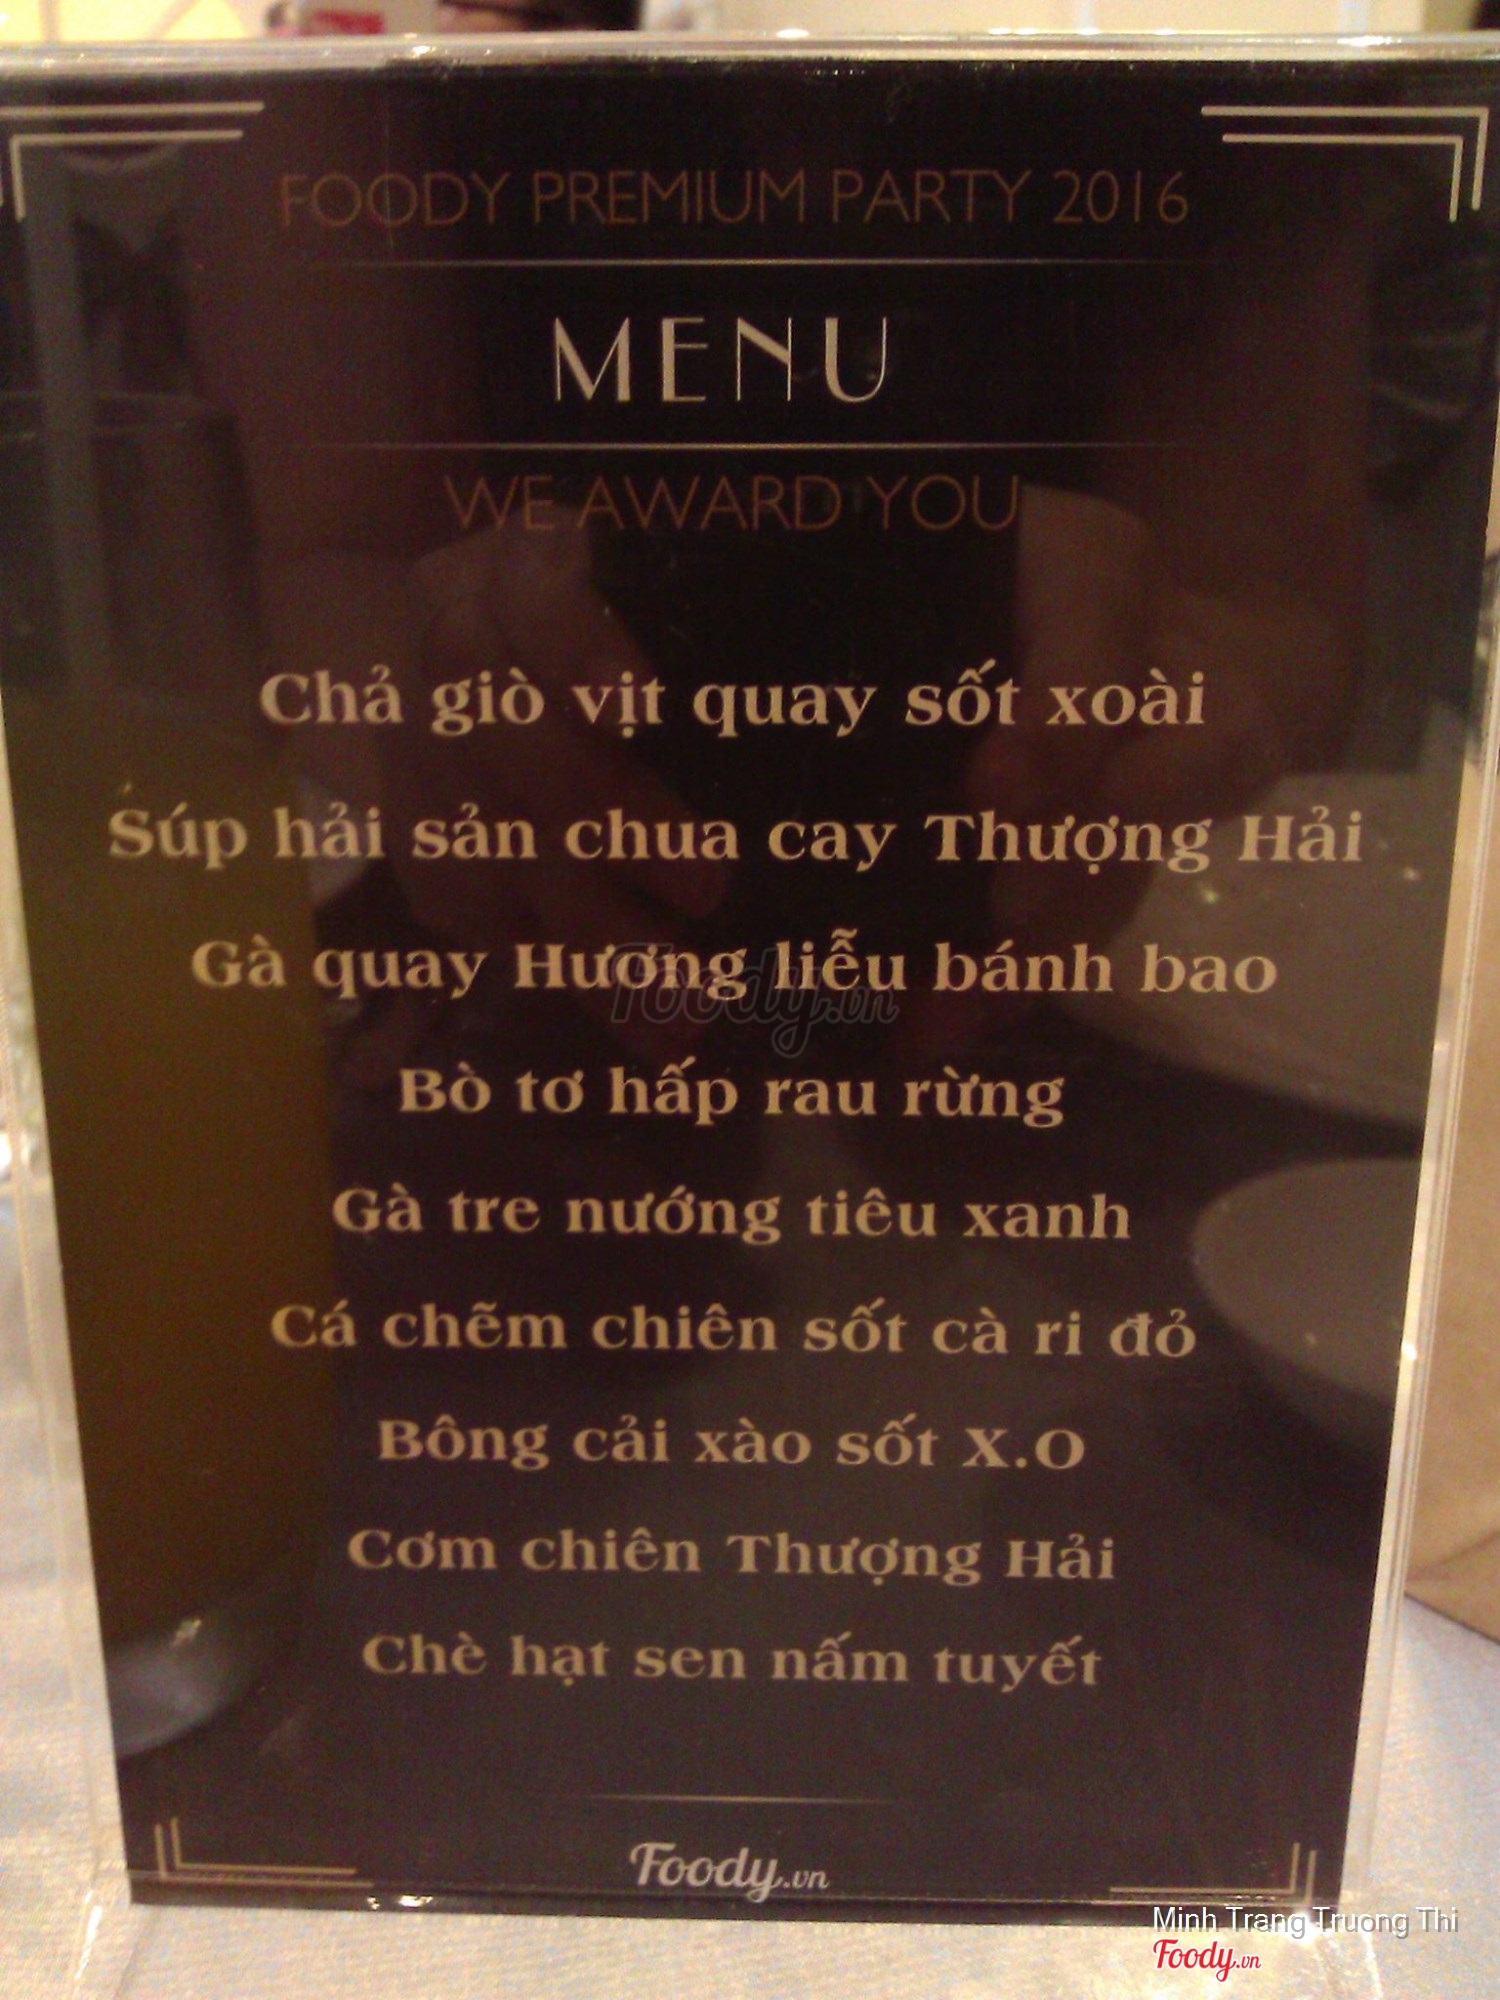 FOODY PREMIUM PARTY 2016
MENU
WE AWARD YOU
Chả giò vịt quay sốt xoài
Súp hải sản chua cay Thượng Hải
Gà quay Hương liễu bánh bao
Foody.vn
Bò tơ hấp rau rừng
Gà tre nướng tiêu xanh
Cá chẽm chiên sốt cà ri đỏ
Bông cải xào sốt X.O
Cơm chiên Thượng Hải
Chè hạt sen nấm tuyết
Foody.vn
Minh Trang Truong Thi
Foody.vn